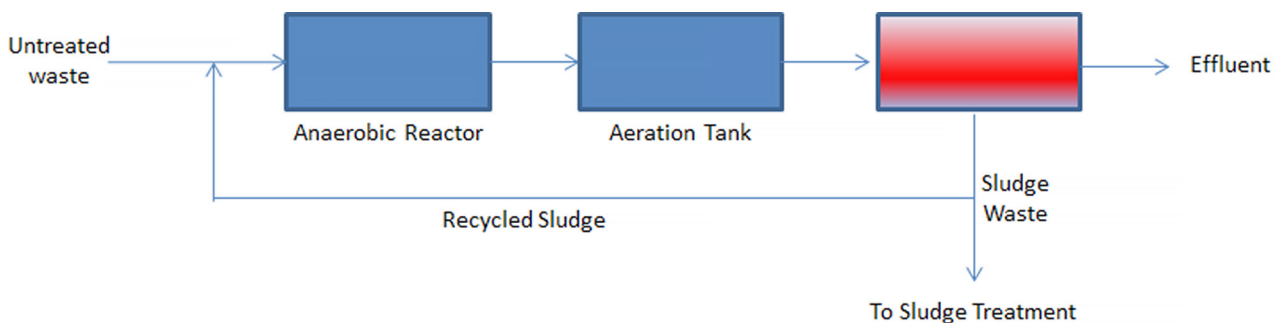 Untreated
waste
Anaerobic Reactor
Aeration Tank
Effluent
Sludge
Waste
Recycled Sludge
To Sludge Treatment